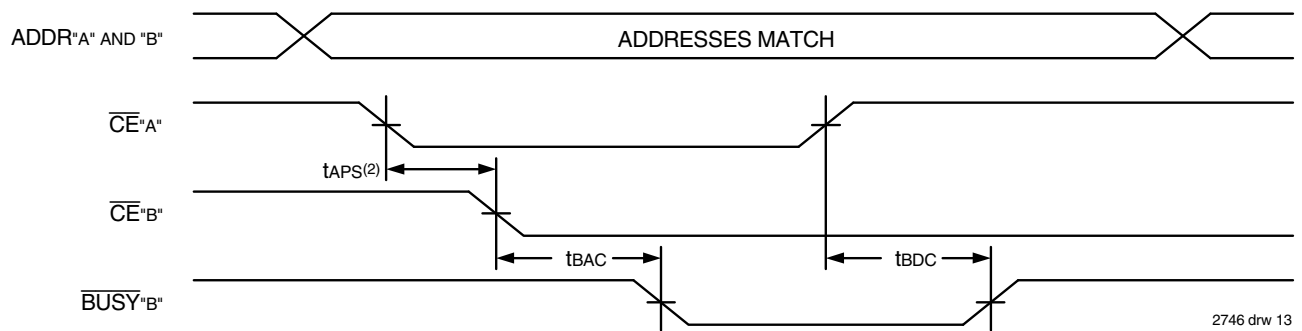 ADDR"A" AND "B"
ADDRESSES MATCH
CE"A"
tAPS(2)
CE"B"
tBAC
tBDC
BUSY"B"
2746 drw 13